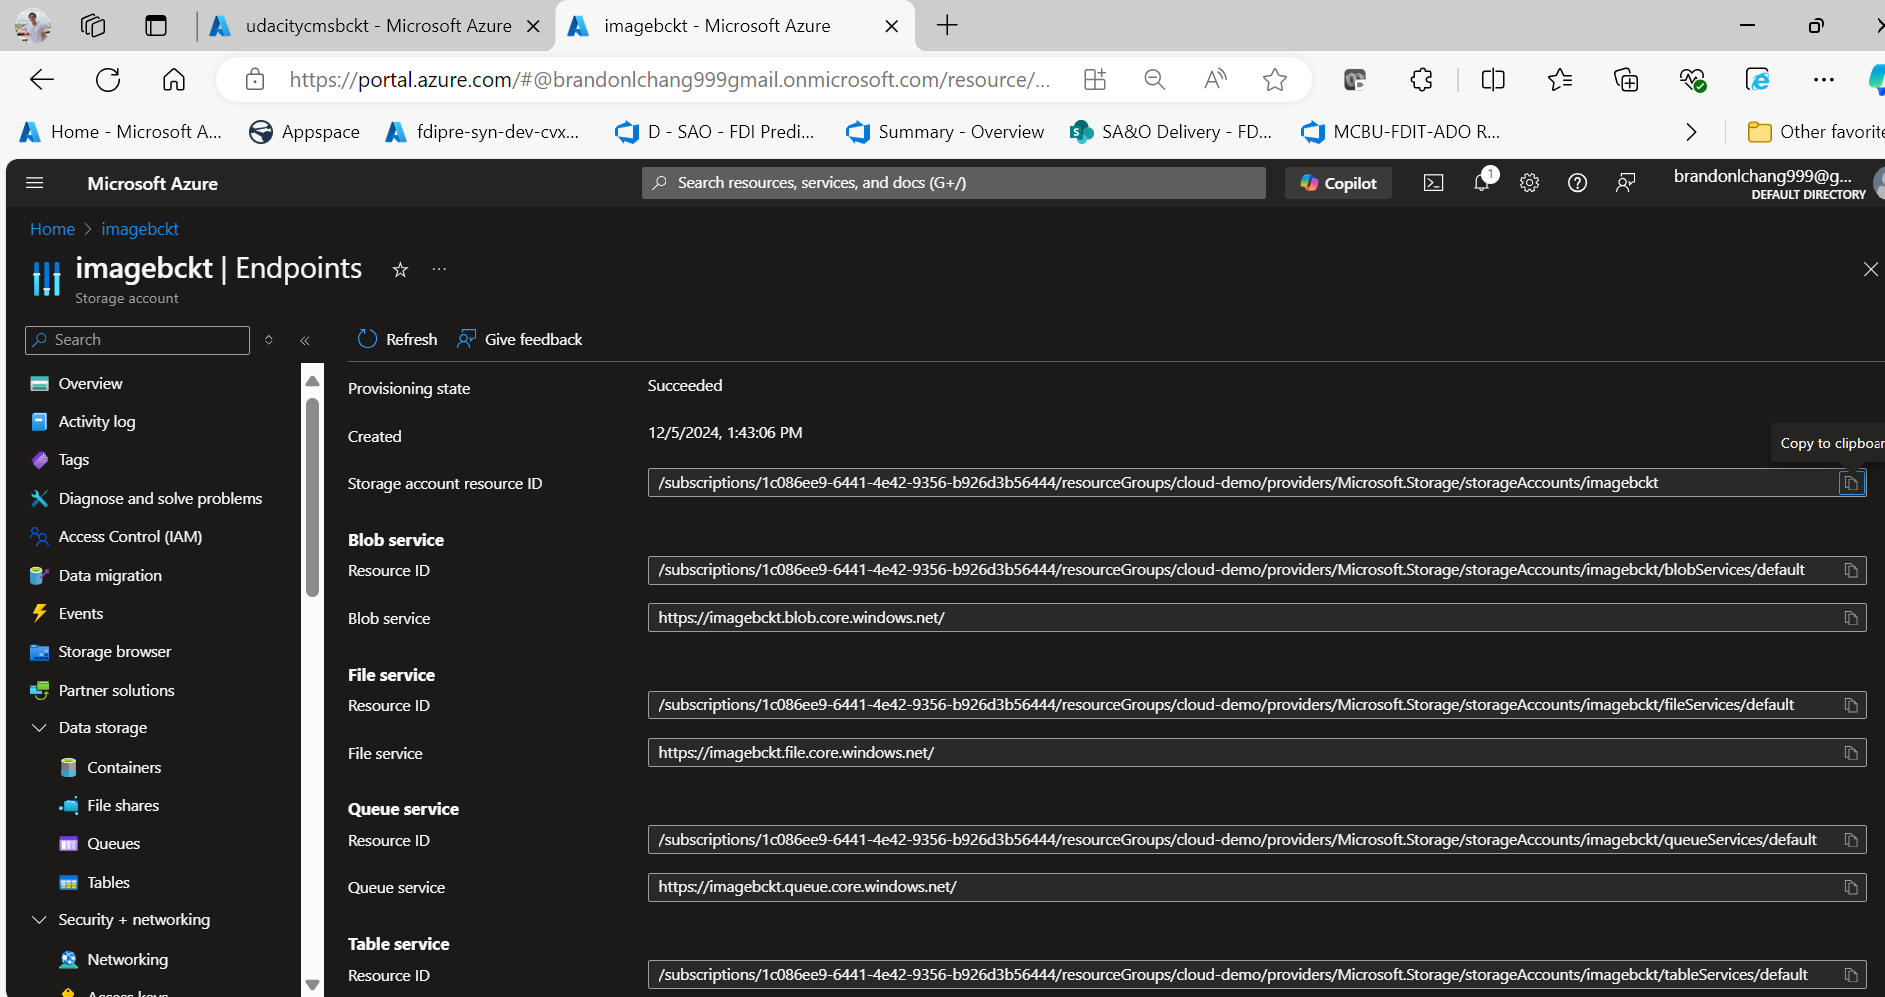 udacitycmsbckt - Microsoft Azure
imagebckt - Microsoft Azure
https://portal.azure.com/#@brandonlchang999gmail.onmicrosoft.com/resource/...
Home - Microsoft A...
Appspace
fdipre-syn-dev-cvx...
D - SAO - FDI Predi...
Summary - Overview
SA&O Delivery - FD...
MCBU-FDIT-ADO R...
Other favorite
Microsoft Azure
Search resources, services, and docs (G+/)
Copilot
1
brandonlchang999@g...
DEFAULT DIRECTORY
Home > imagebckt
imagebckt | Endpoints
Storage account
Search
Refresh
Give feedback
Overview
Activity log
Tags
Diagnose and solve problems
Access Control (IAM)
Data migration
Events
Storage browser
Partner solutions
Data storage
Containers
File shares
Queues
Tables
Security + networking
Networking
Access keys
Provisioning state
Succeeded
Created
12/5/2024, 1:43:06 PM
Copy to clipboar
Storage account resource ID
/subscriptions/1c086ee9-6441-4e42-9356-b926d3b56444/resourceGroups/cloud-demo/providers/Microsoft.Storage/storageAccounts/imagebckt
Blob service
Resource ID
/subscriptions/1c086ee9-6441-4e42-9356-b926d3b56444/resourceGroups/cloud-demo/providers/Microsoft.Storage/storageAccounts/imagebckt/blobServices/default
Blob service
https://imagebckt.blob.core.windows.net/
File service
Resource ID
/subscriptions/1c086ee9-6441-4e42-9356-b926d3b56444/resourceGroups/cloud-demo/providers/Microsoft.Storage/storageAccounts/imagebckt/fileServices/default
File service
https://imagebckt.file.core.windows.net/
Queue service
Resource ID
/subscriptions/1c086ee9-6441-4e42-9356-b926d3b56444/resourceGroups/cloud-demo/providers/Microsoft.Storage/storageAccounts/imagebckt/queueServices/default
Queue service
https://imagebckt.queue.core.windows.net/
Table service
Resource ID
/subscriptions/1c086ee9-6441-4e42-9356-b926d3b56444/resourceGroups/cloud-demo/providers/Microsoft.Storage/storageAccounts/imagebckt/tableServices/default